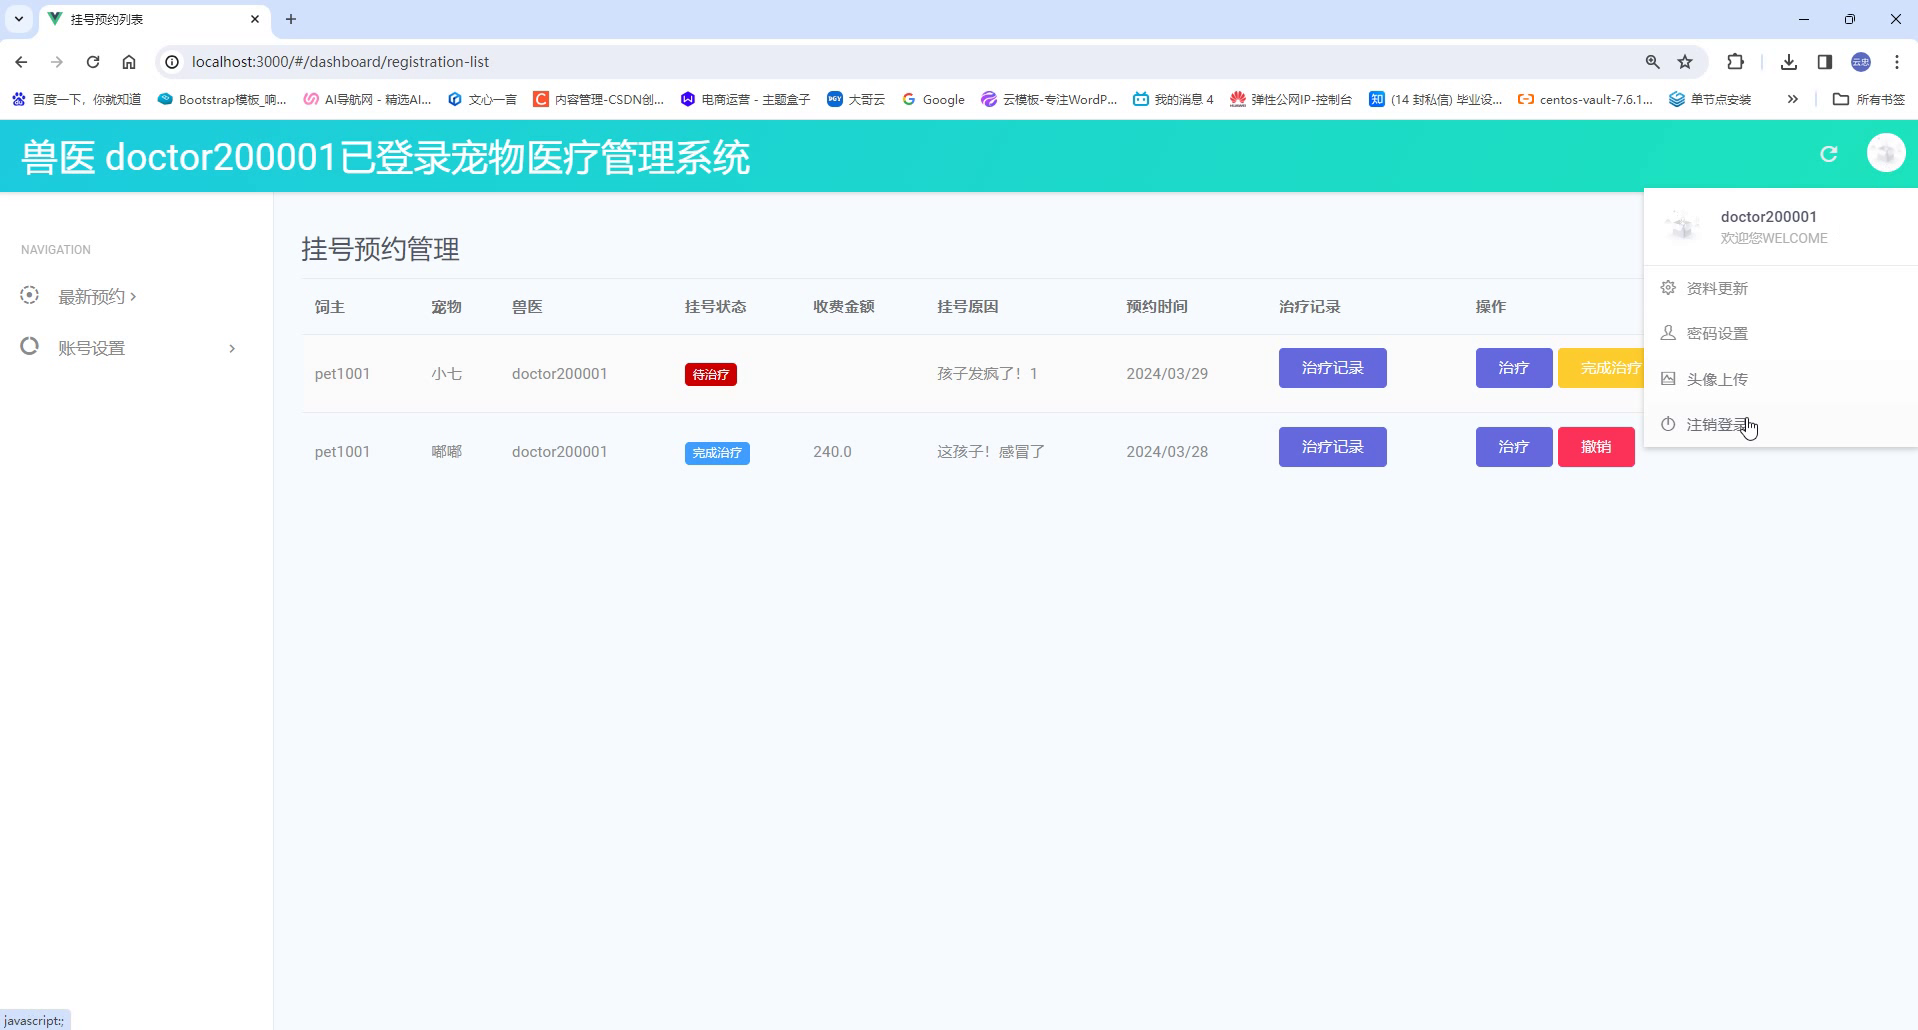 挂号预约列表
localhost:3000/#/dashboard/registration-list
云忠
百度一下，你就知道
Bootstrap模板_响...
AI导航网 - 精选AI...
文心一言
内容管理-CSDN创...
电商运营 - 主题盒子
大哥云
Google
云模板-专注WordP...
我的消息 4
弹性公网IP-控制台
(14 封私信) 毕业设...
centos-vault-7.6.1...
单节点安装
所有书签
兽医 doctor200001已登录宠物医疗管理系统
doctor200001
欢迎您WELCOME
资料更新
密码设置
头像上传
注销登录
NAVIGATION
最新预约
账号设置
挂号预约管理
饲主 宠物 兽医 挂号状态 收费金额 挂号原因 预约时间 治疗记录 操作
pet1001 小七 doctor200001 待治疗 孩子发疯了！1 2024/03/29 治疗记录 治疗 完成治疗
pet1001 嘟嘟 doctor200001 完成治疗 240.0 这孩子！感冒了 2024/03/28 治疗记录 治疗 撤销
javascript:;